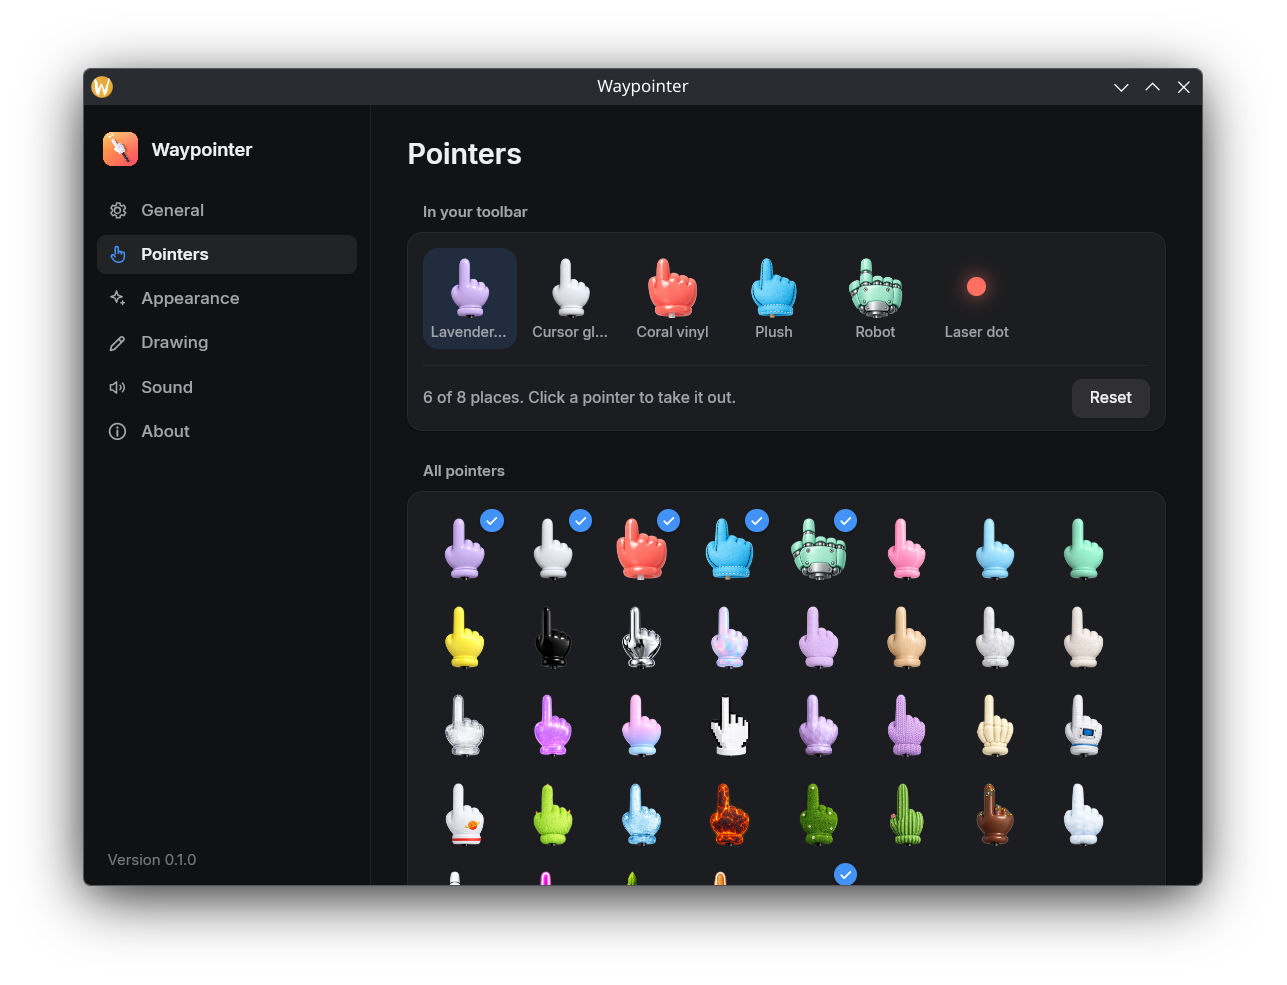 Waypointer
Waypointer
General
Pointers
Appearance
Drawing
Sound
About
Version 0.1.0
Pointers
In your toolbar
Lavender...
Cursor gl...
Coral vinyl
Plush
Robot
Laser dot
6 of 8 places. Click a pointer to take it out.
Reset
All pointers